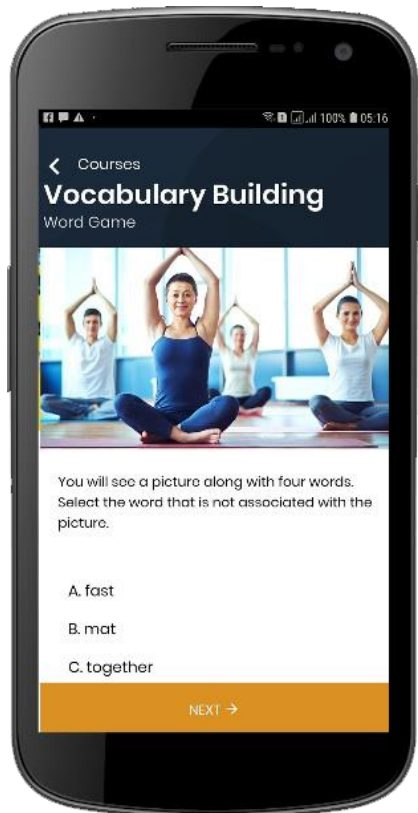 100% 05:16
Courses
Vocabulary Building
Word Game
You will see a picture along with four words.
Select the word that is not associated with the
picture.
A. fast
B. mat
C. together
NEXT →